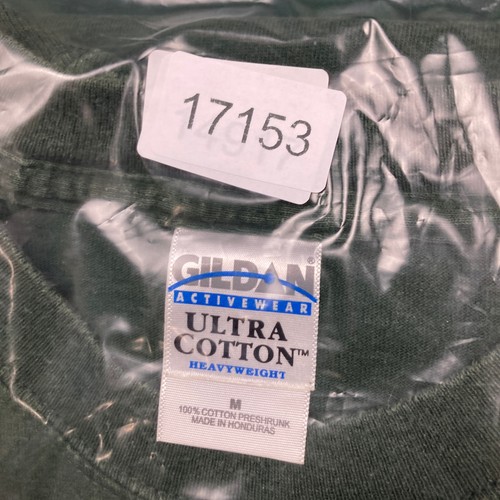 17153
GILDAN®
ACTIVEWEAR
ULTRA
COTTON™
HEAVYWEIGHT
M
100% COTTON PRESHRUNK
MADE IN HONDURAS